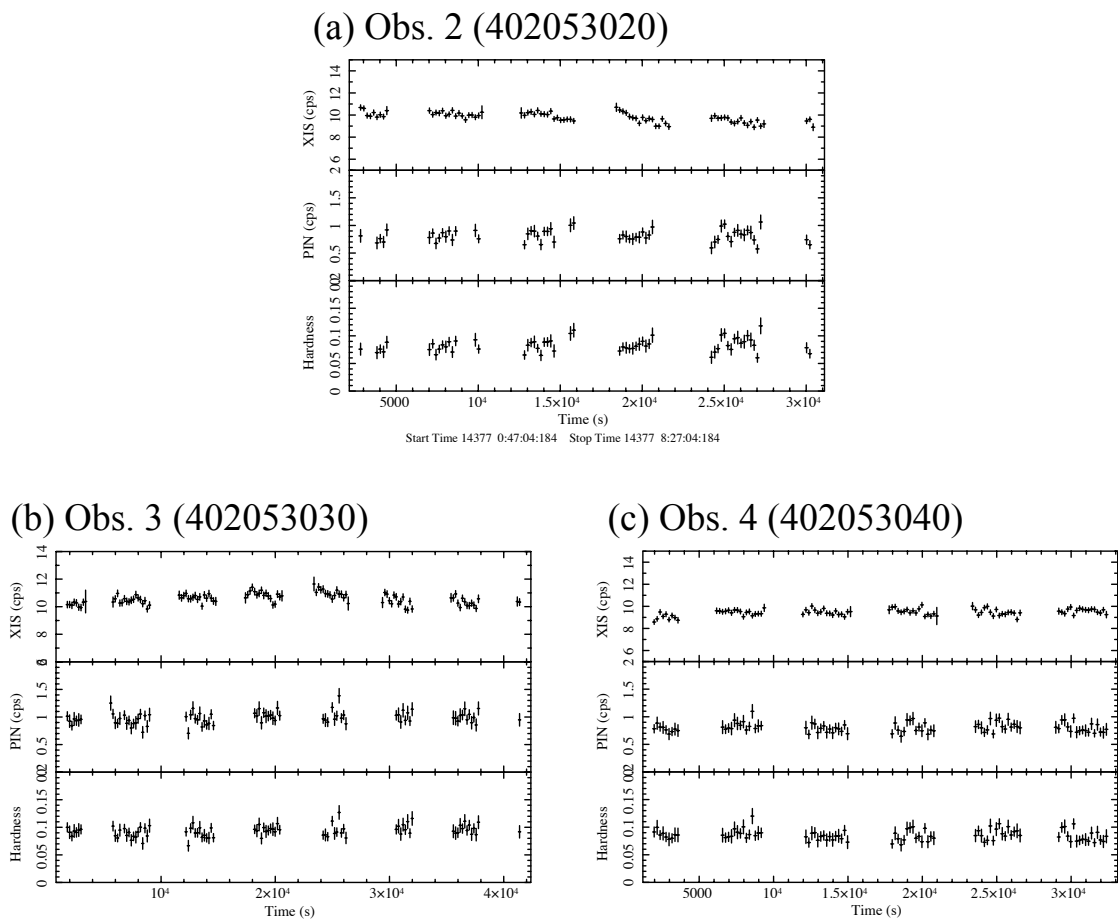 (a) Obs. 2 (402053020)
XIS (cps)
14
12
10
8
6
2
PIN (cps)
1.5
1
0.5
Hardness
0.15
0.1
0.05
0
5000 10⁴ 1.5×10⁴ 2×10⁴ 2.5×10⁴ 3×10⁴
Time (s)
Start Time 14377 0:47:04:184 Stop Time 14377 8:27:04:184
(b) Obs. 3 (402053030)
XIS (cps)
14
12
10
8
PIN (cps)
1.5
1
0.5
Hardness
0.15
0.1
0.05
0
10⁴ 2×10⁴ 3×10⁴ 4×10⁴
Time (s)
(c) Obs. 4 (402053040)
XIS (cps)
14
12
10
8
6
2
PIN (cps)
1.5
1
0.5
Hardness
0.15
0.1
0.05
0
5000 10⁴ 1.5×10⁴ 2×10⁴ 2.5×10⁴ 3×10⁴
Time (s)